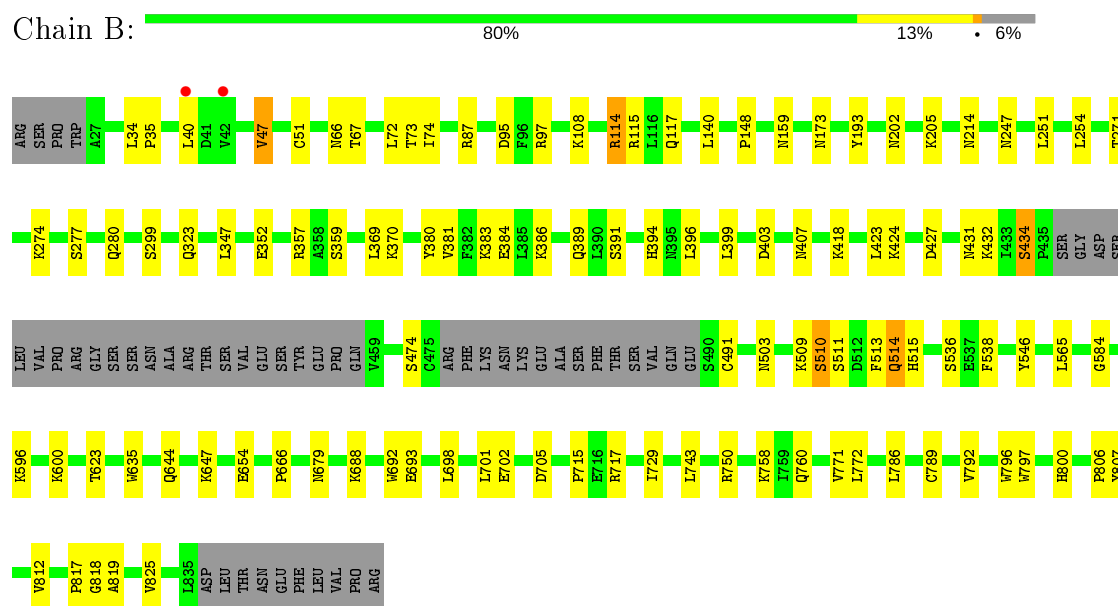 Chain B:
80% 13% • 6%
ARG SER PRO TRP A27 L34 P35 L40 D41 V42 V47 C51 N66 T67 L72 T73 I74 R87 D95 F96 R97 K108 R114 R115 L116 Q117 L140 P148 N159 N173 Y193 N202 K205 N214 N247 L251 L254
K274 S277 Q280 S299 Q323 L347 E352 R357 A358 S359 L369 K370 Y380 V381 F382 K383 E384 L385 K386 Q389 L390 S391 H394 N395 L396 L399 D403 N407 K418 L423 K424 D427 N431 K432 I433 S434 P435 SER GLY ASP SER
LEU VAL PRO ARG GLY SER SER ASN ALA ARG THR SER VAL GLU SER TYR GLU PRO GLN V459 S474 C475 ARG PHE LYS ASN LYS GLU ALA SER PHE THR SER VAL GLN GLU S490 C491 N503 K509 S510 S511 D512 F513 Q514 H515 S536 E537 F538 Y546 L565 G584
K596 K600 T623 W635 Q644 K647 E654 P666 N679 K688 W692 E693 L698 L701 E702 D705 P715 E716 R717 I729 L743 R750 K758 I759 Q760 V771 L772 L786 C789 V792 W796 W797 H800 P806
V812 P817 G818 A819 V825 L835 ASP LEU THR ASN GLU PHE LEU VAL PRO ARG